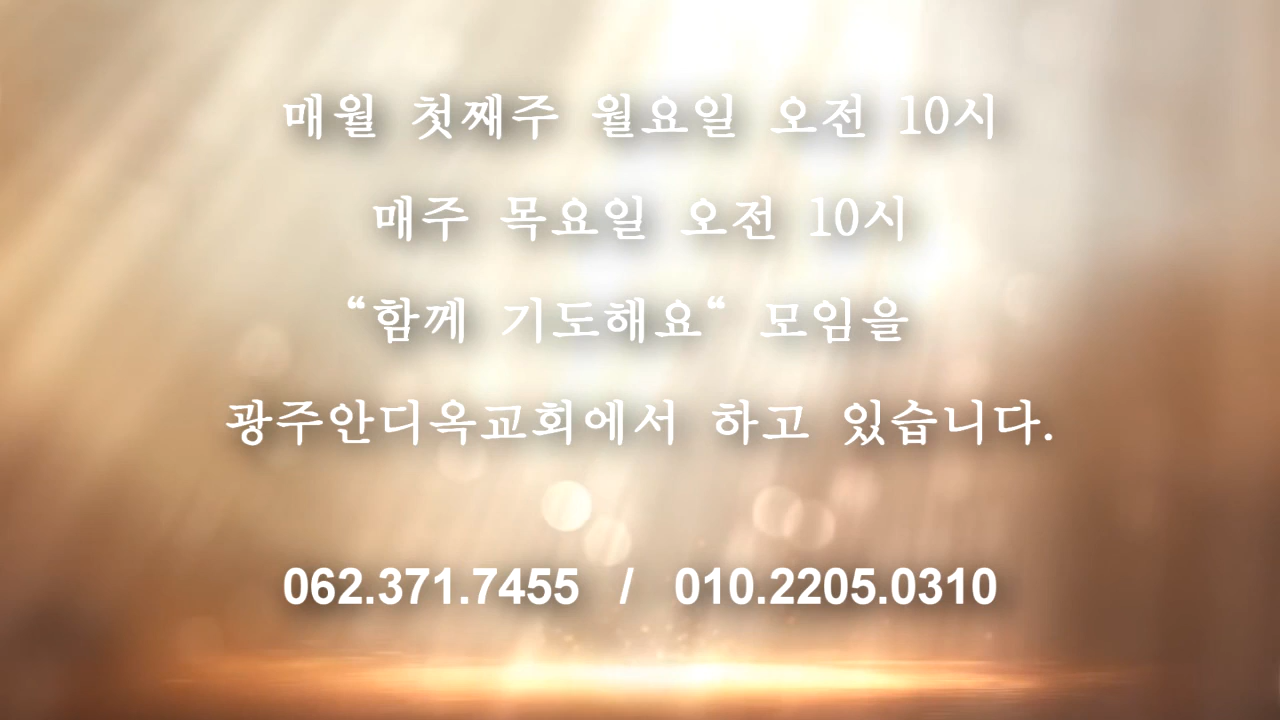 매월 첫째주 월요일 오전 10시
매주 목요일 오전 10시
“함께 기도해요“ 모임을
광주안디옥교회에서 하고 있습니다.
062.371.7455 / 010.2205.0310